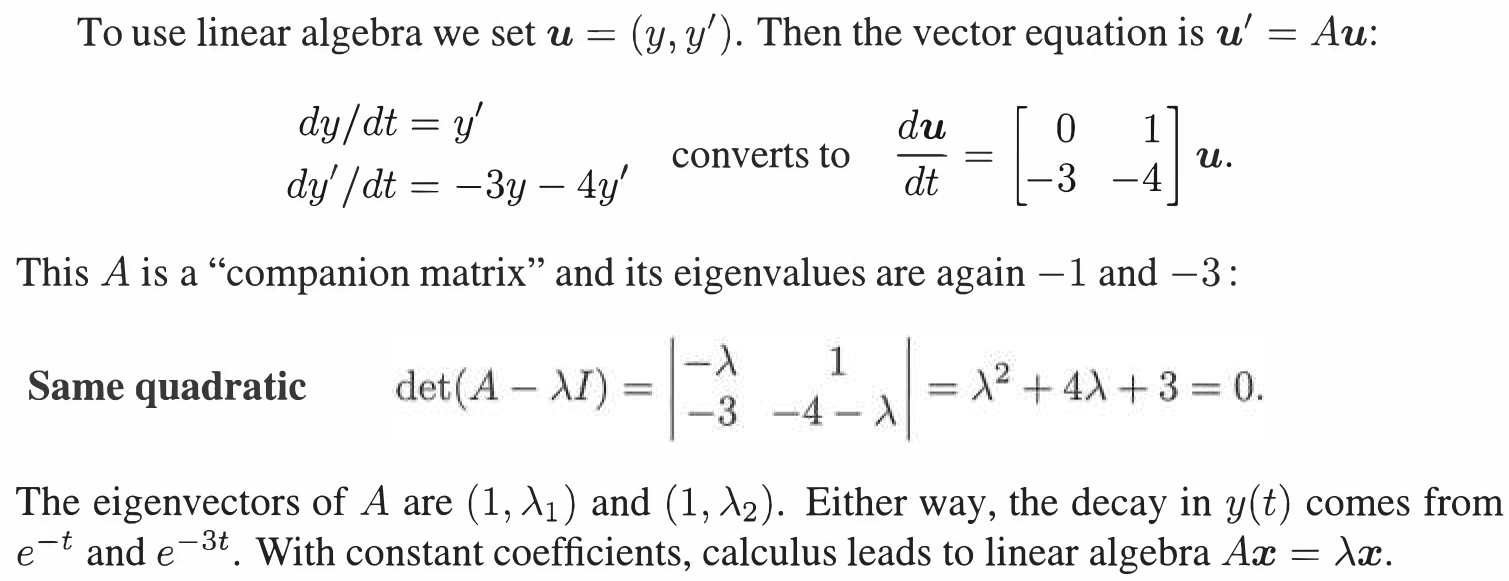 To use linear algebra we set u = (y, y′). Then the vector equation is u′ = Au:
dy/dt = y′
dy′/dt = −3y − 4y′
converts to
du/dt = [ 0 1 ; −3 −4 ] u.
This A is a “companion matrix” and its eigenvalues are again −1 and −3 :
Same quadratic det(A − λI) = | −λ 1 ; −3 −4 − λ | = λ² + 4λ + 3 = 0.
The eigenvectors of A are (1, λ₁) and (1, λ₂). Either way, the decay in y(t) comes from
e⁻ᵗ and e⁻³ᵗ. With constant coefficients, calculus leads to linear algebra Ax = λx.